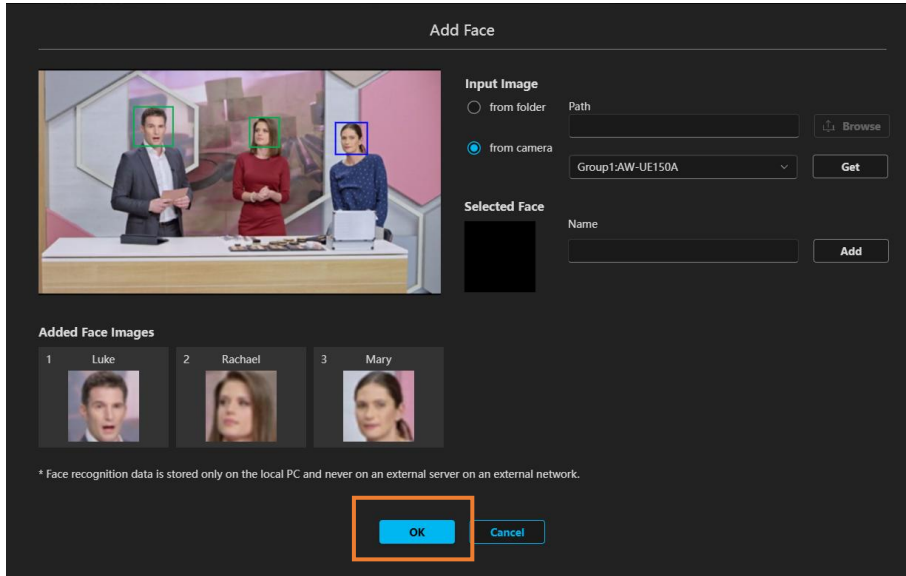 Add Face
Input Image
from folder
Path
Browse
from camera
Group1:AW-UE150A
Get
Selected Face
Name
Add
Added Face Images
1 Luke
2 Rachael
3 Mary
* Face recognition data is stored only on the local PC and never on an external server on an external network.
OK
Cancel